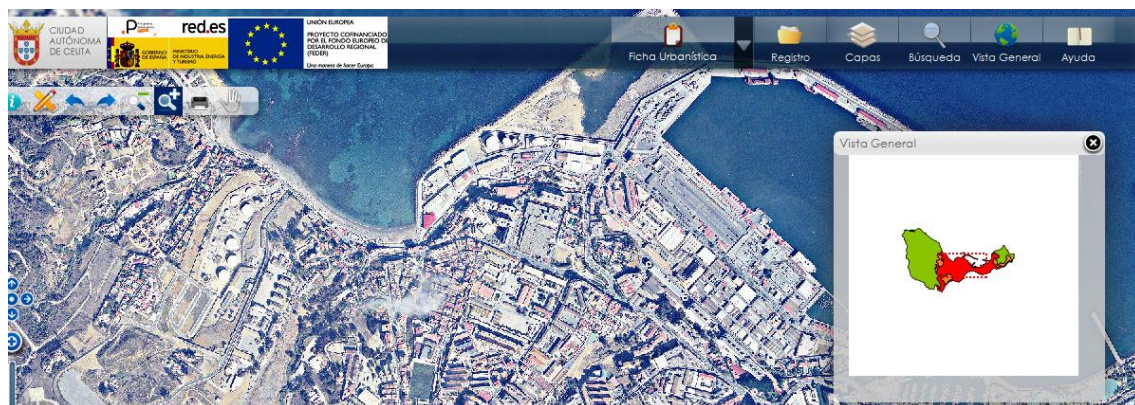 CIUDAD
AUTÓNOMA
DE CEUTA
red.es
GOBIERNO
DE ESPAÑA
MINISTERIO
DE INDUSTRIA, ENERGÍA
Y TURISMO
UNIÓN EUROPEA
PROYECTO COFINANCIADO
POR EL FONDO EUROPEO DE
DESARROLLO REGIONAL
(FEDER)
Una manera de hacer Europa
Ficha Urbanística
Registro
Capas
Búsqueda
Vista General
Ayuda
Vista General